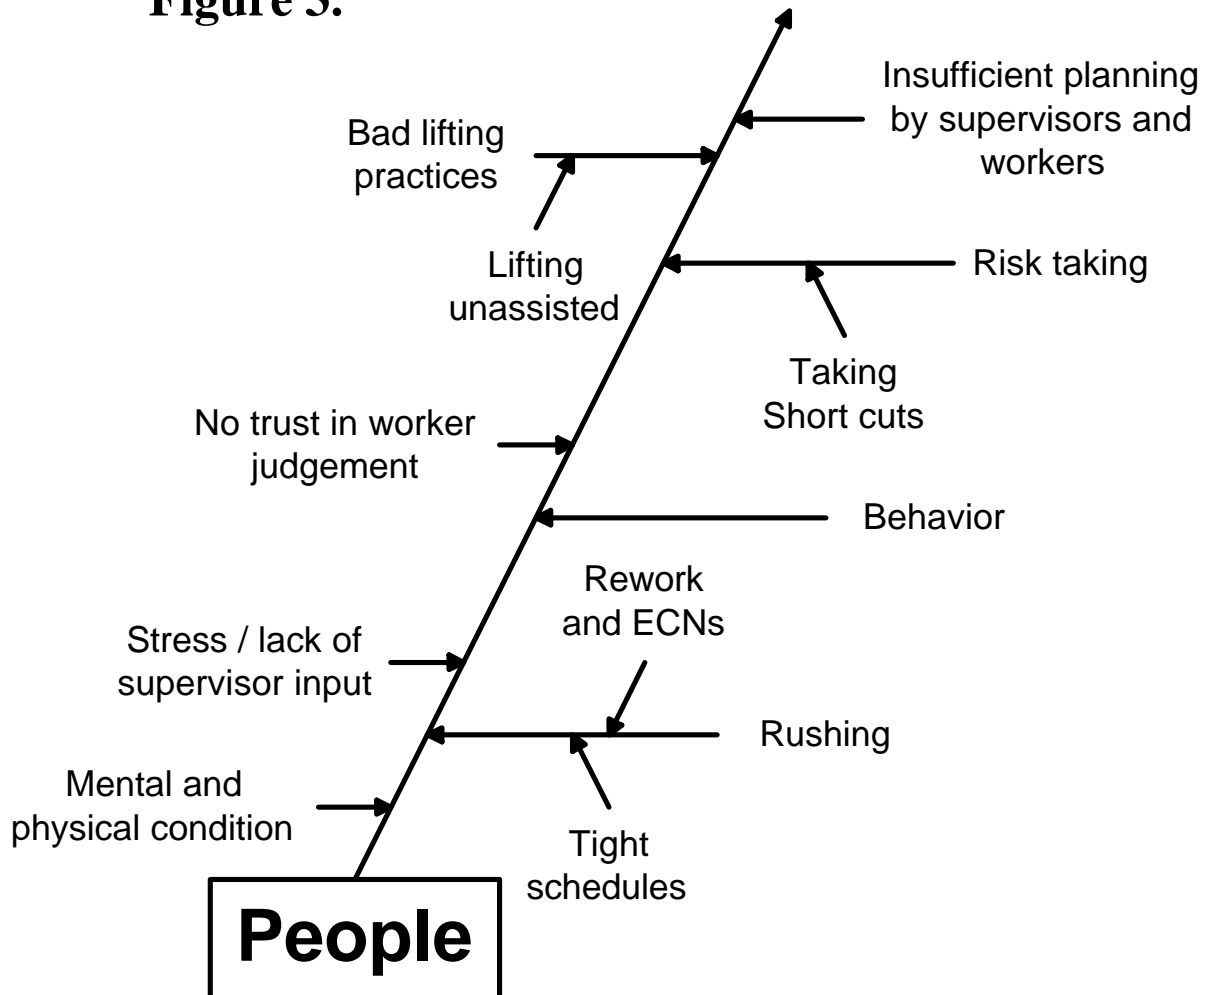 Figure 3.
Insufficient planning
by supervisors and
workers
Bad lifting
practices
Lifting
unassisted
Risk taking
Taking
Short cuts
No trust in worker
judgement
Behavior
Rework
and ECNs
Stress / lack of
supervisor input
Rushing
Mental and
physical condition
Tight
schedules
People